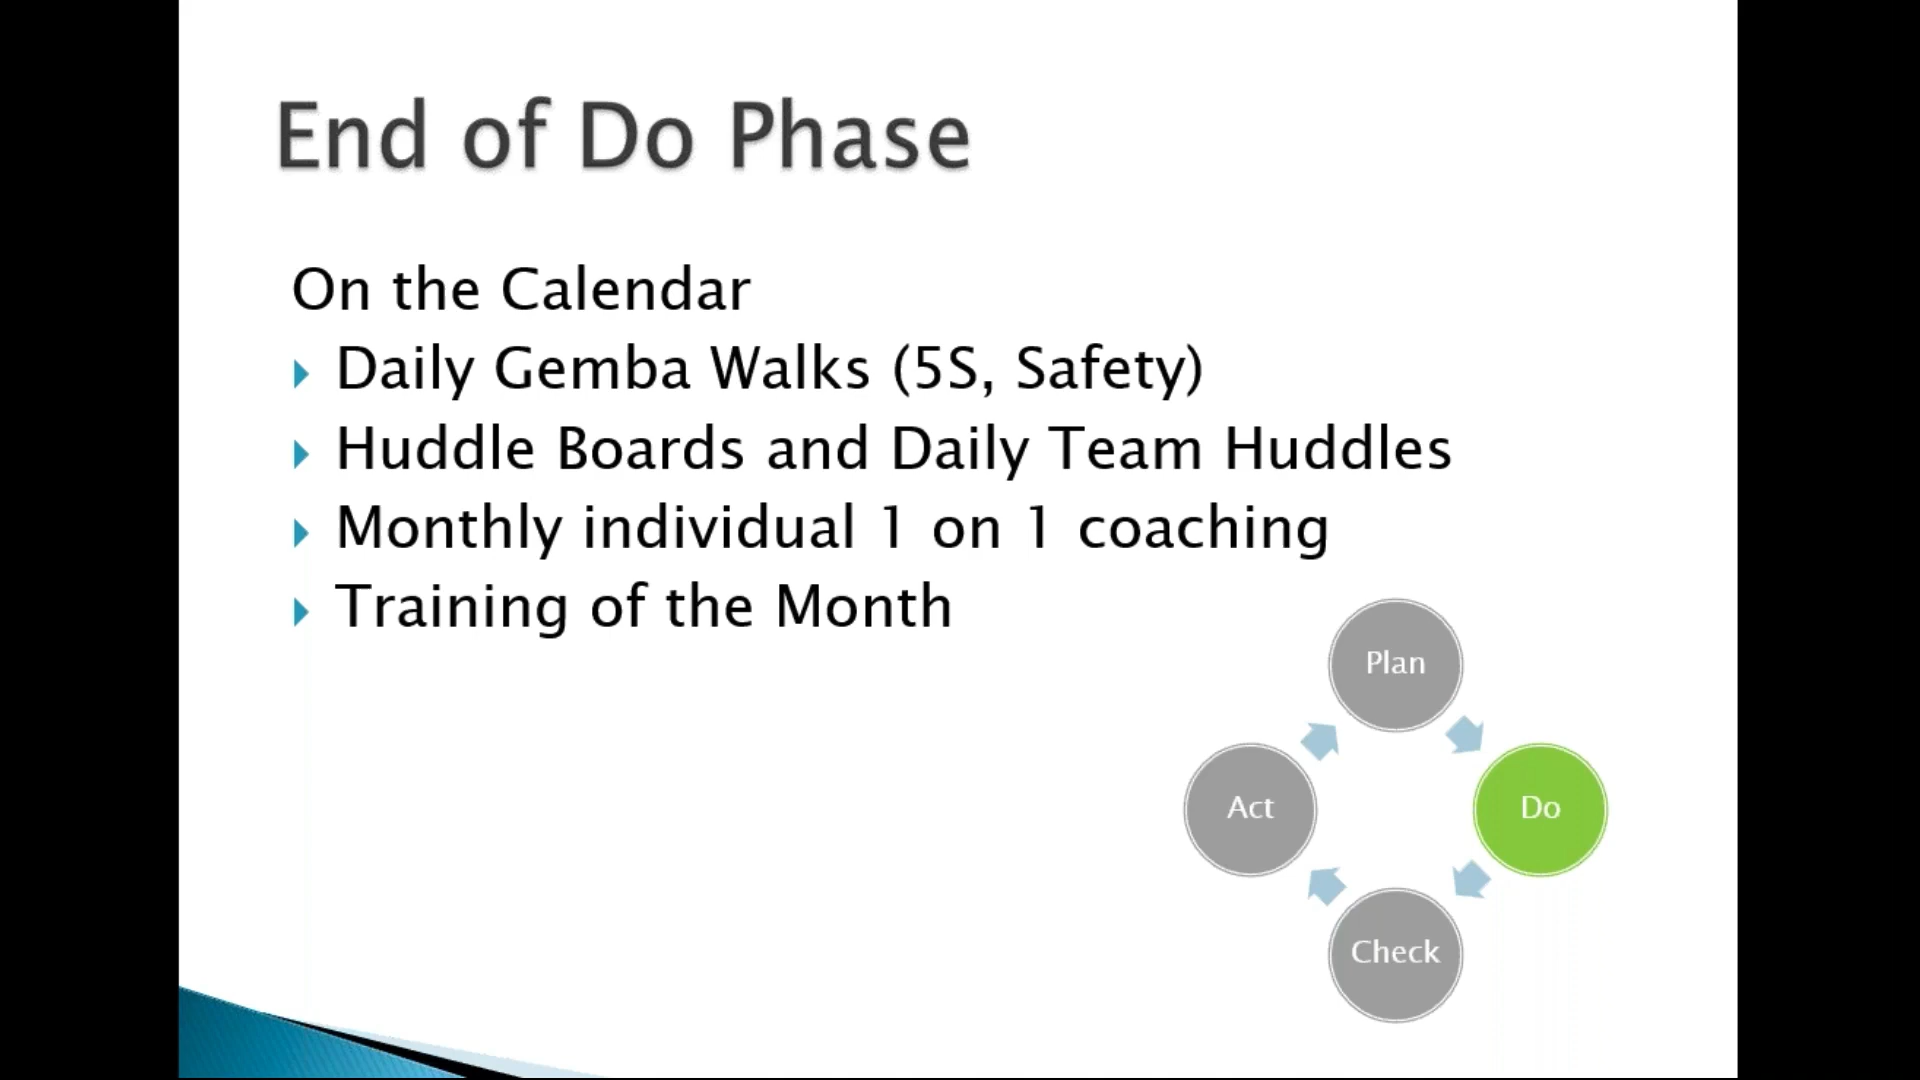 End of Do Phase
On the Calendar
Daily Gemba Walks (5S, Safety)
Huddle Boards and Daily Team Huddles
Monthly individual 1 on 1 coaching
Training of the Month
Plan
Act
Do
Check